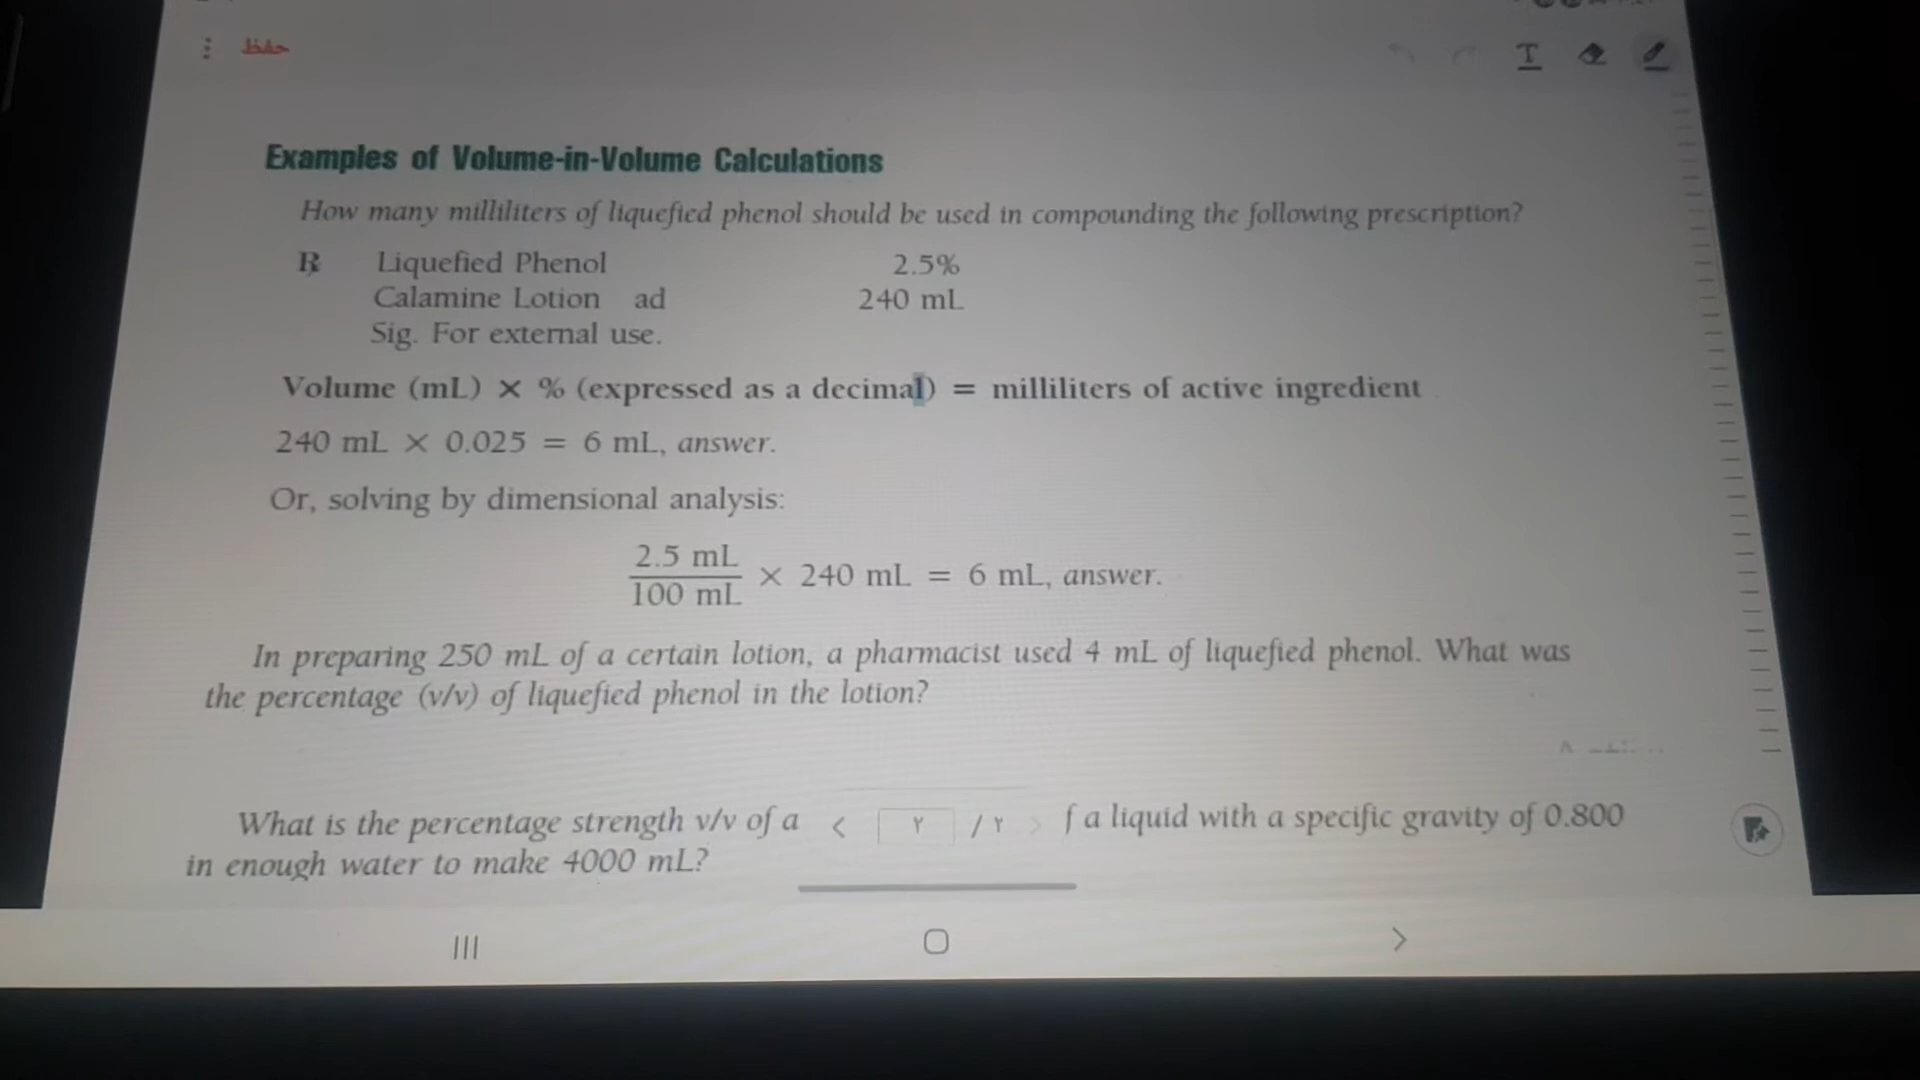 حفظ
T
Examples of Volume-in-Volume Calculations
How many milliliters of liquefied phenol should be used in compounding the following prescription?
℞ Liquefied Phenol 2.5%
Calamine Lotion ad 240 mL
Sig. For external use.
Volume (mL) × % (expressed as a decimal) = milliliters of active ingredient
240 mL × 0.025 = 6 mL, answer.
Or, solving by dimensional analysis:
2.5 mL
100 mL
× 240 mL = 6 mL, answer.
In preparing 250 mL of a certain lotion, a pharmacist used 4 mL of liquefied phenol. What was
the percentage (v/v) of liquefied phenol in the lotion?
What is the percentage strength v/v of a < ٢ / ٢ > f a liquid with a specific gravity of 0.800
in enough water to make 4000 mL?